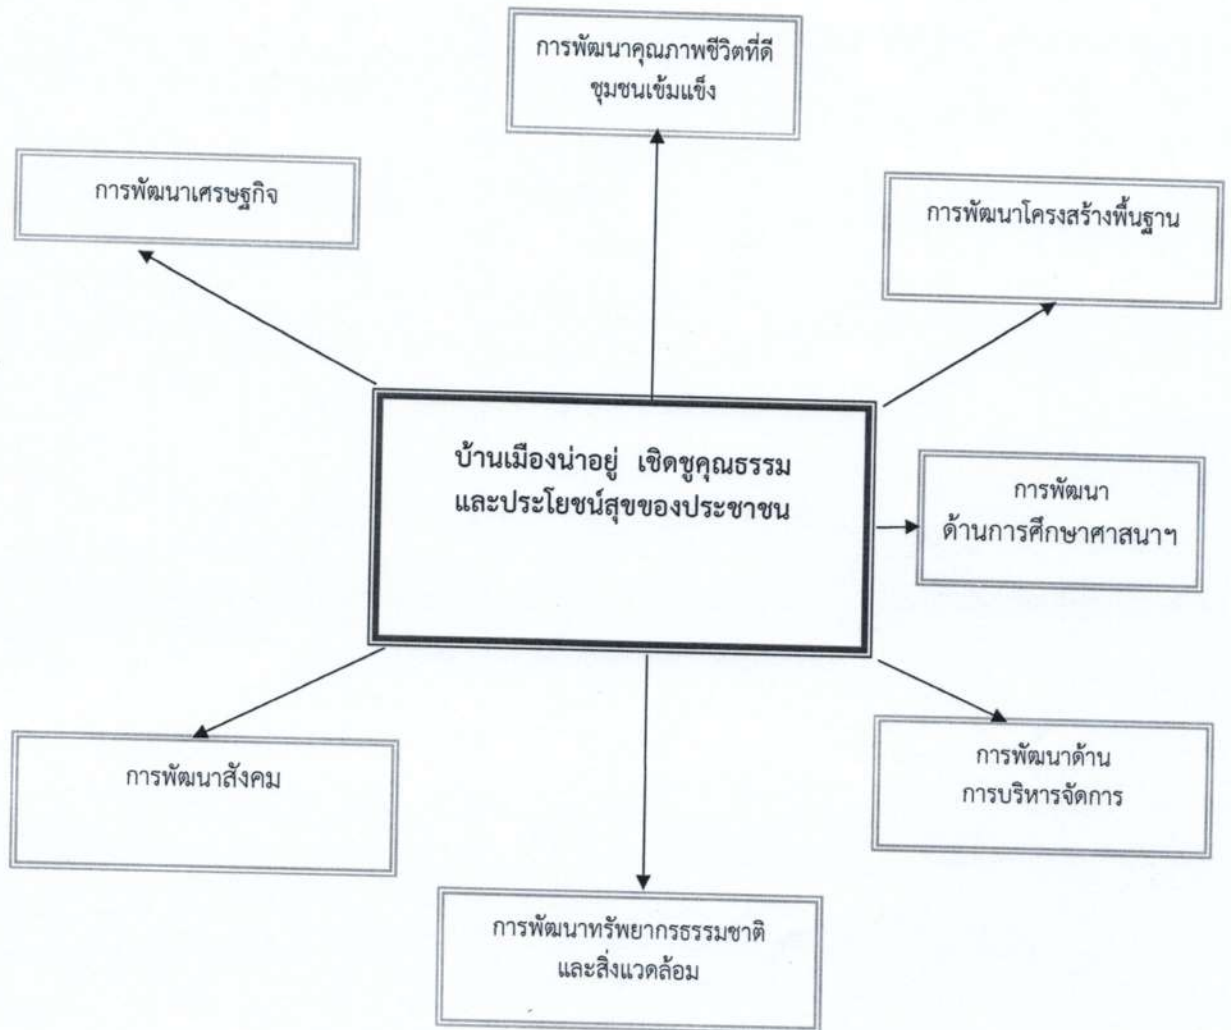 การพัฒนาคุณภาพชีวิตที่ดี
ชุมชนเข้มแข็ง
การพัฒนาเศรษฐกิจ
การพัฒนาโครงสร้างพื้นฐาน
บ้านเมืองน่าอยู่ เชิดชูคุณธรรม
และประโยชน์สุขของประชาชน
การพัฒนา
ด้านการศึกษาศาสนาฯ
การพัฒนาสังคม
การพัฒนาด้าน
การบริหารจัดการ
การพัฒนาทรัพยากรธรรมชาติ
และสิ่งแวดล้อม